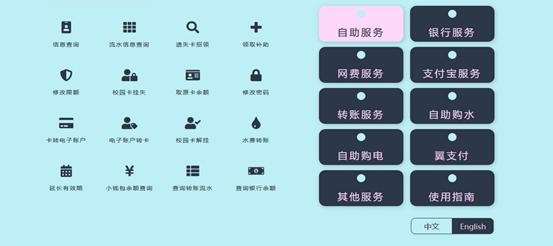 信息查询 流水信息查询 遗失卡招领 领取补助
修改限额 校园卡挂失 取原卡余额 修改密码
卡转电子账户 电子账户转卡 校园卡解挂 水票转账
延长有效期 小钱包余额查询 查询转账流水 查询银行余额
自助服务 银行服务
网费服务 支付宝服务
转账服务 自助购水
自助购电 翼支付
其他服务 使用指南
中文 English